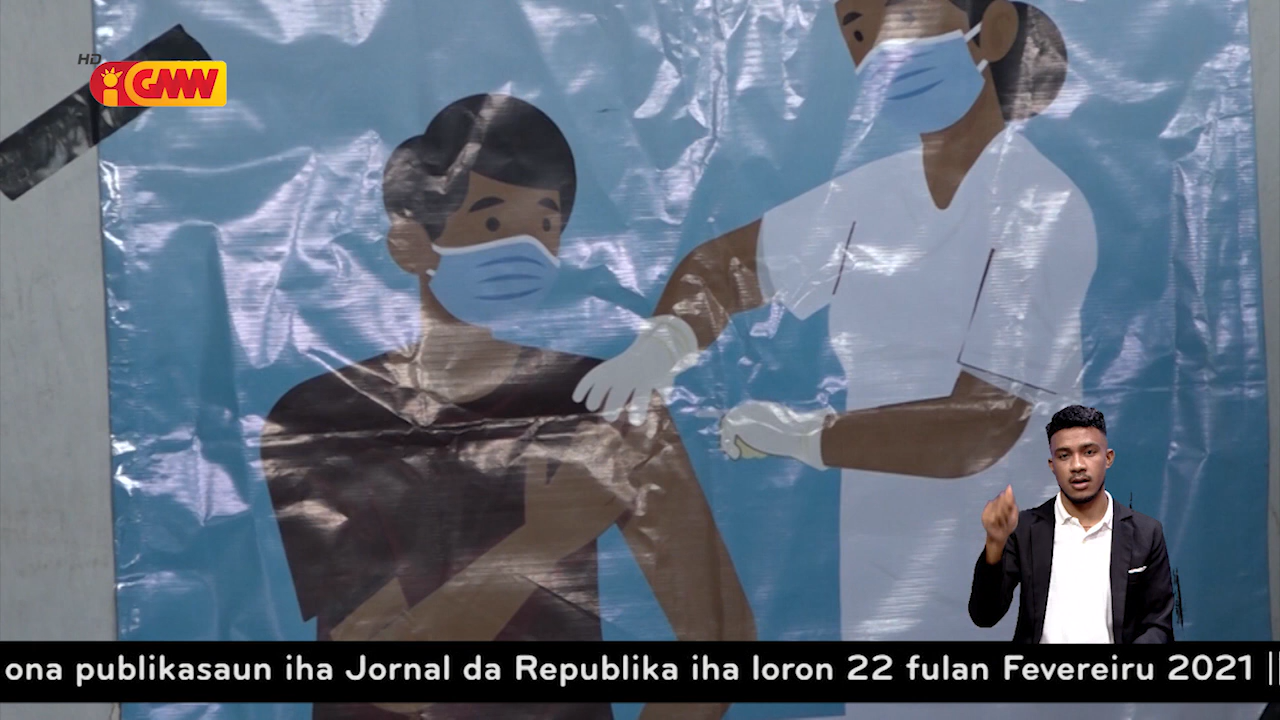 HD
GMN
ona publikasaun iha Jornal da Republika iha loron 22 fulan Fevereiru 2021 ||